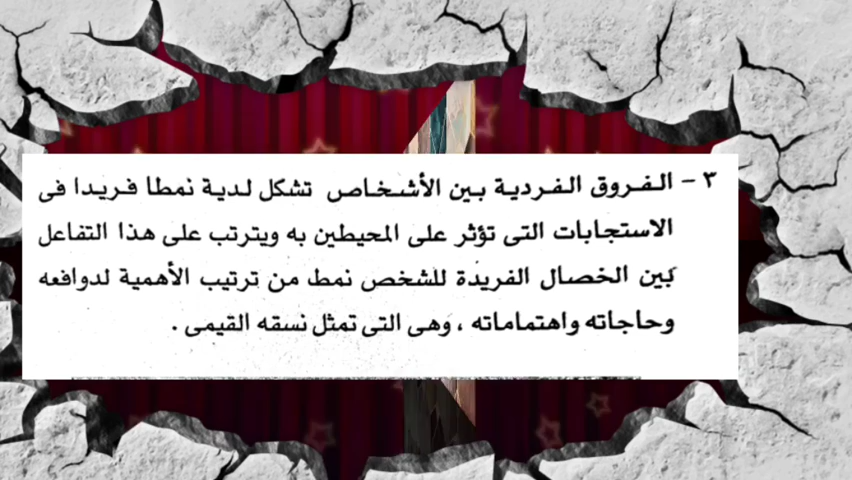 ٣ - الفروق الفردية بين الأشخاص تشكل لدية نمطا فريدا فى
الاستجابات التى تؤثر على المحيطين به ويترتب على هذا التفاعل
بين الخصال الفريدة للشخص نمط من ترتيب الأهمية لدوافعه
وحاجاته واهتماماته ، وهى التى تمثل نسقه القيمى .